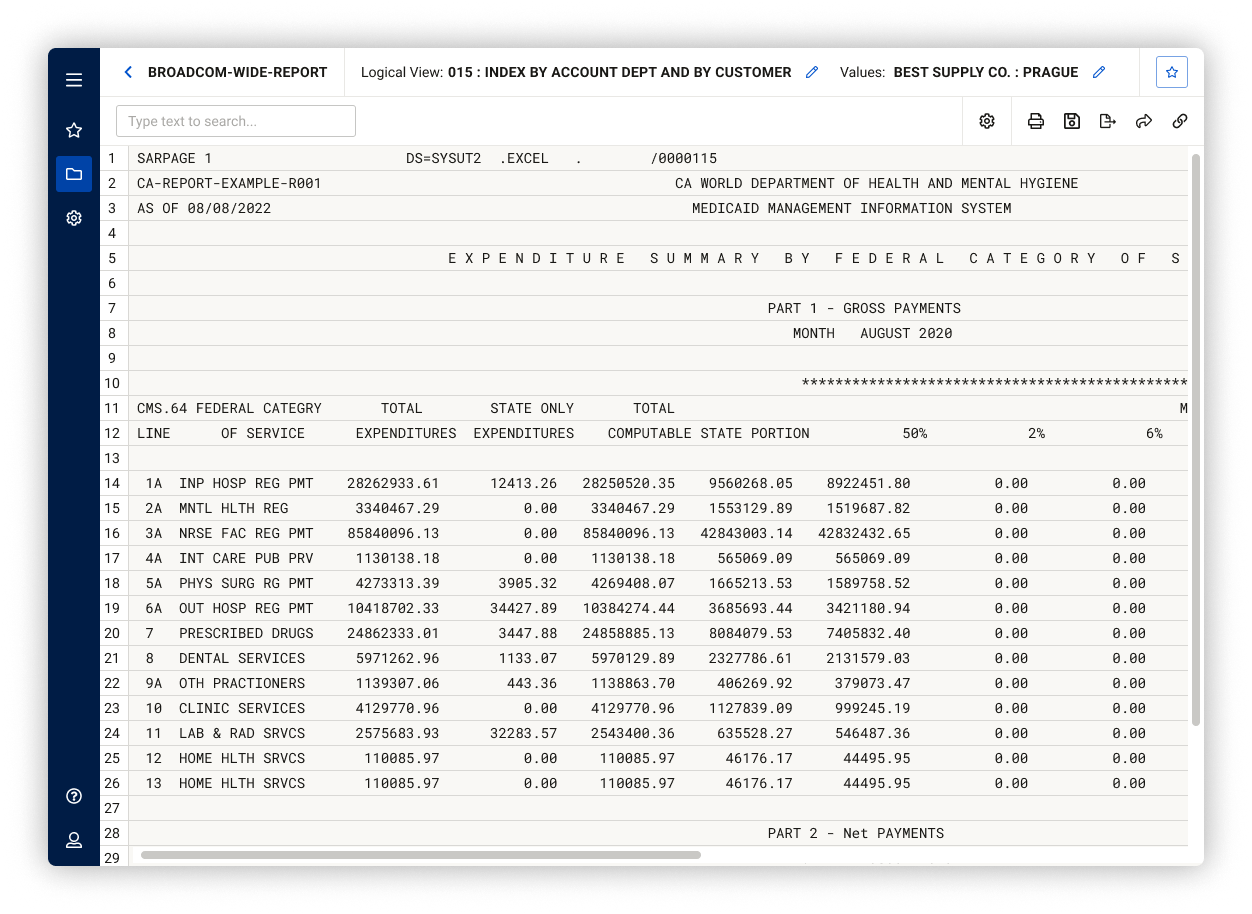 BROADCOM-WIDE-REPORT Logical View: 015 : INDEX BY ACCOUNT DEPT AND BY CUSTOMER Values: BEST SUPPLY CO. : PRAGUE
Type text to search...
1 SARPAGE 1 DS=SYSUT2 .EXCEL . /0000115
2 CA-REPORT-EXAMPLE-R001 CA WORLD DEPARTMENT OF HEALTH AND MENTAL HYGIENE
3 AS OF 08/08/2022 MEDICAID MANAGEMENT INFORMATION SYSTEM
4
5 E X P E N D I T U R E S U M M A R Y B Y F E D E R A L C A T E G O R Y O F S
6
7 PART 1 - GROSS PAYMENTS
8 MONTH AUGUST 2020
9
10 **********************************************
11 CMS.64 FEDERAL CATEGRY TOTAL STATE ONLY TOTAL M
12 LINE OF SERVICE EXPENDITURES EXPENDITURES COMPUTABLE STATE PORTION 50% 2% 6%
13
14 1A INP HOSP REG PMT 28262933.61 12413.26 28250520.35 9560268.05 8922451.80 0.00 0.00
15 2A MNTL HLTH REG 3340467.29 0.00 3340467.29 1553129.89 1519687.82 0.00 0.00
16 3A NRSE FAC REG PMT 85840096.13 0.00 85840096.13 42843003.14 42832432.65 0.00 0.00
17 4A INT CARE PUB PRV 1130138.18 0.00 1130138.18 565069.09 565069.09 0.00 0.00
18 5A PHYS SURG RG PMT 4273313.39 3905.32 4269408.07 1665213.53 1589758.52 0.00 0.00
19 6A OUT HOSP REG PMT 10418702.33 34427.89 10384274.44 3685693.44 3421180.94 0.00 0.00
20 7 PRESCRIBED DRUGS 24862333.01 3447.88 24858885.13 8084079.53 7405832.40 0.00 0.00
21 8 DENTAL SERVICES 5971262.96 1133.07 5970129.89 2327786.61 2131579.03 0.00 0.00
22 9A OTH PRACTIONERS 1139307.06 443.36 1138863.70 406269.92 379073.47 0.00 0.00
23 10 CLINIC SERVICES 4129770.96 0.00 4129770.96 1127839.09 999245.19 0.00 0.00
24 11 LAB & RAD SRVCS 2575683.93 32283.57 2543400.36 635528.27 546487.36 0.00 0.00
25 12 HOME HLTH SRVCS 110085.97 0.00 110085.97 46176.17 44495.95 0.00 0.00
26 13 HOME HLTH SRVCS 110085.97 0.00 110085.97 46176.17 44495.95 0.00 0.00
27
28 PART 2 - Net PAYMENTS
29